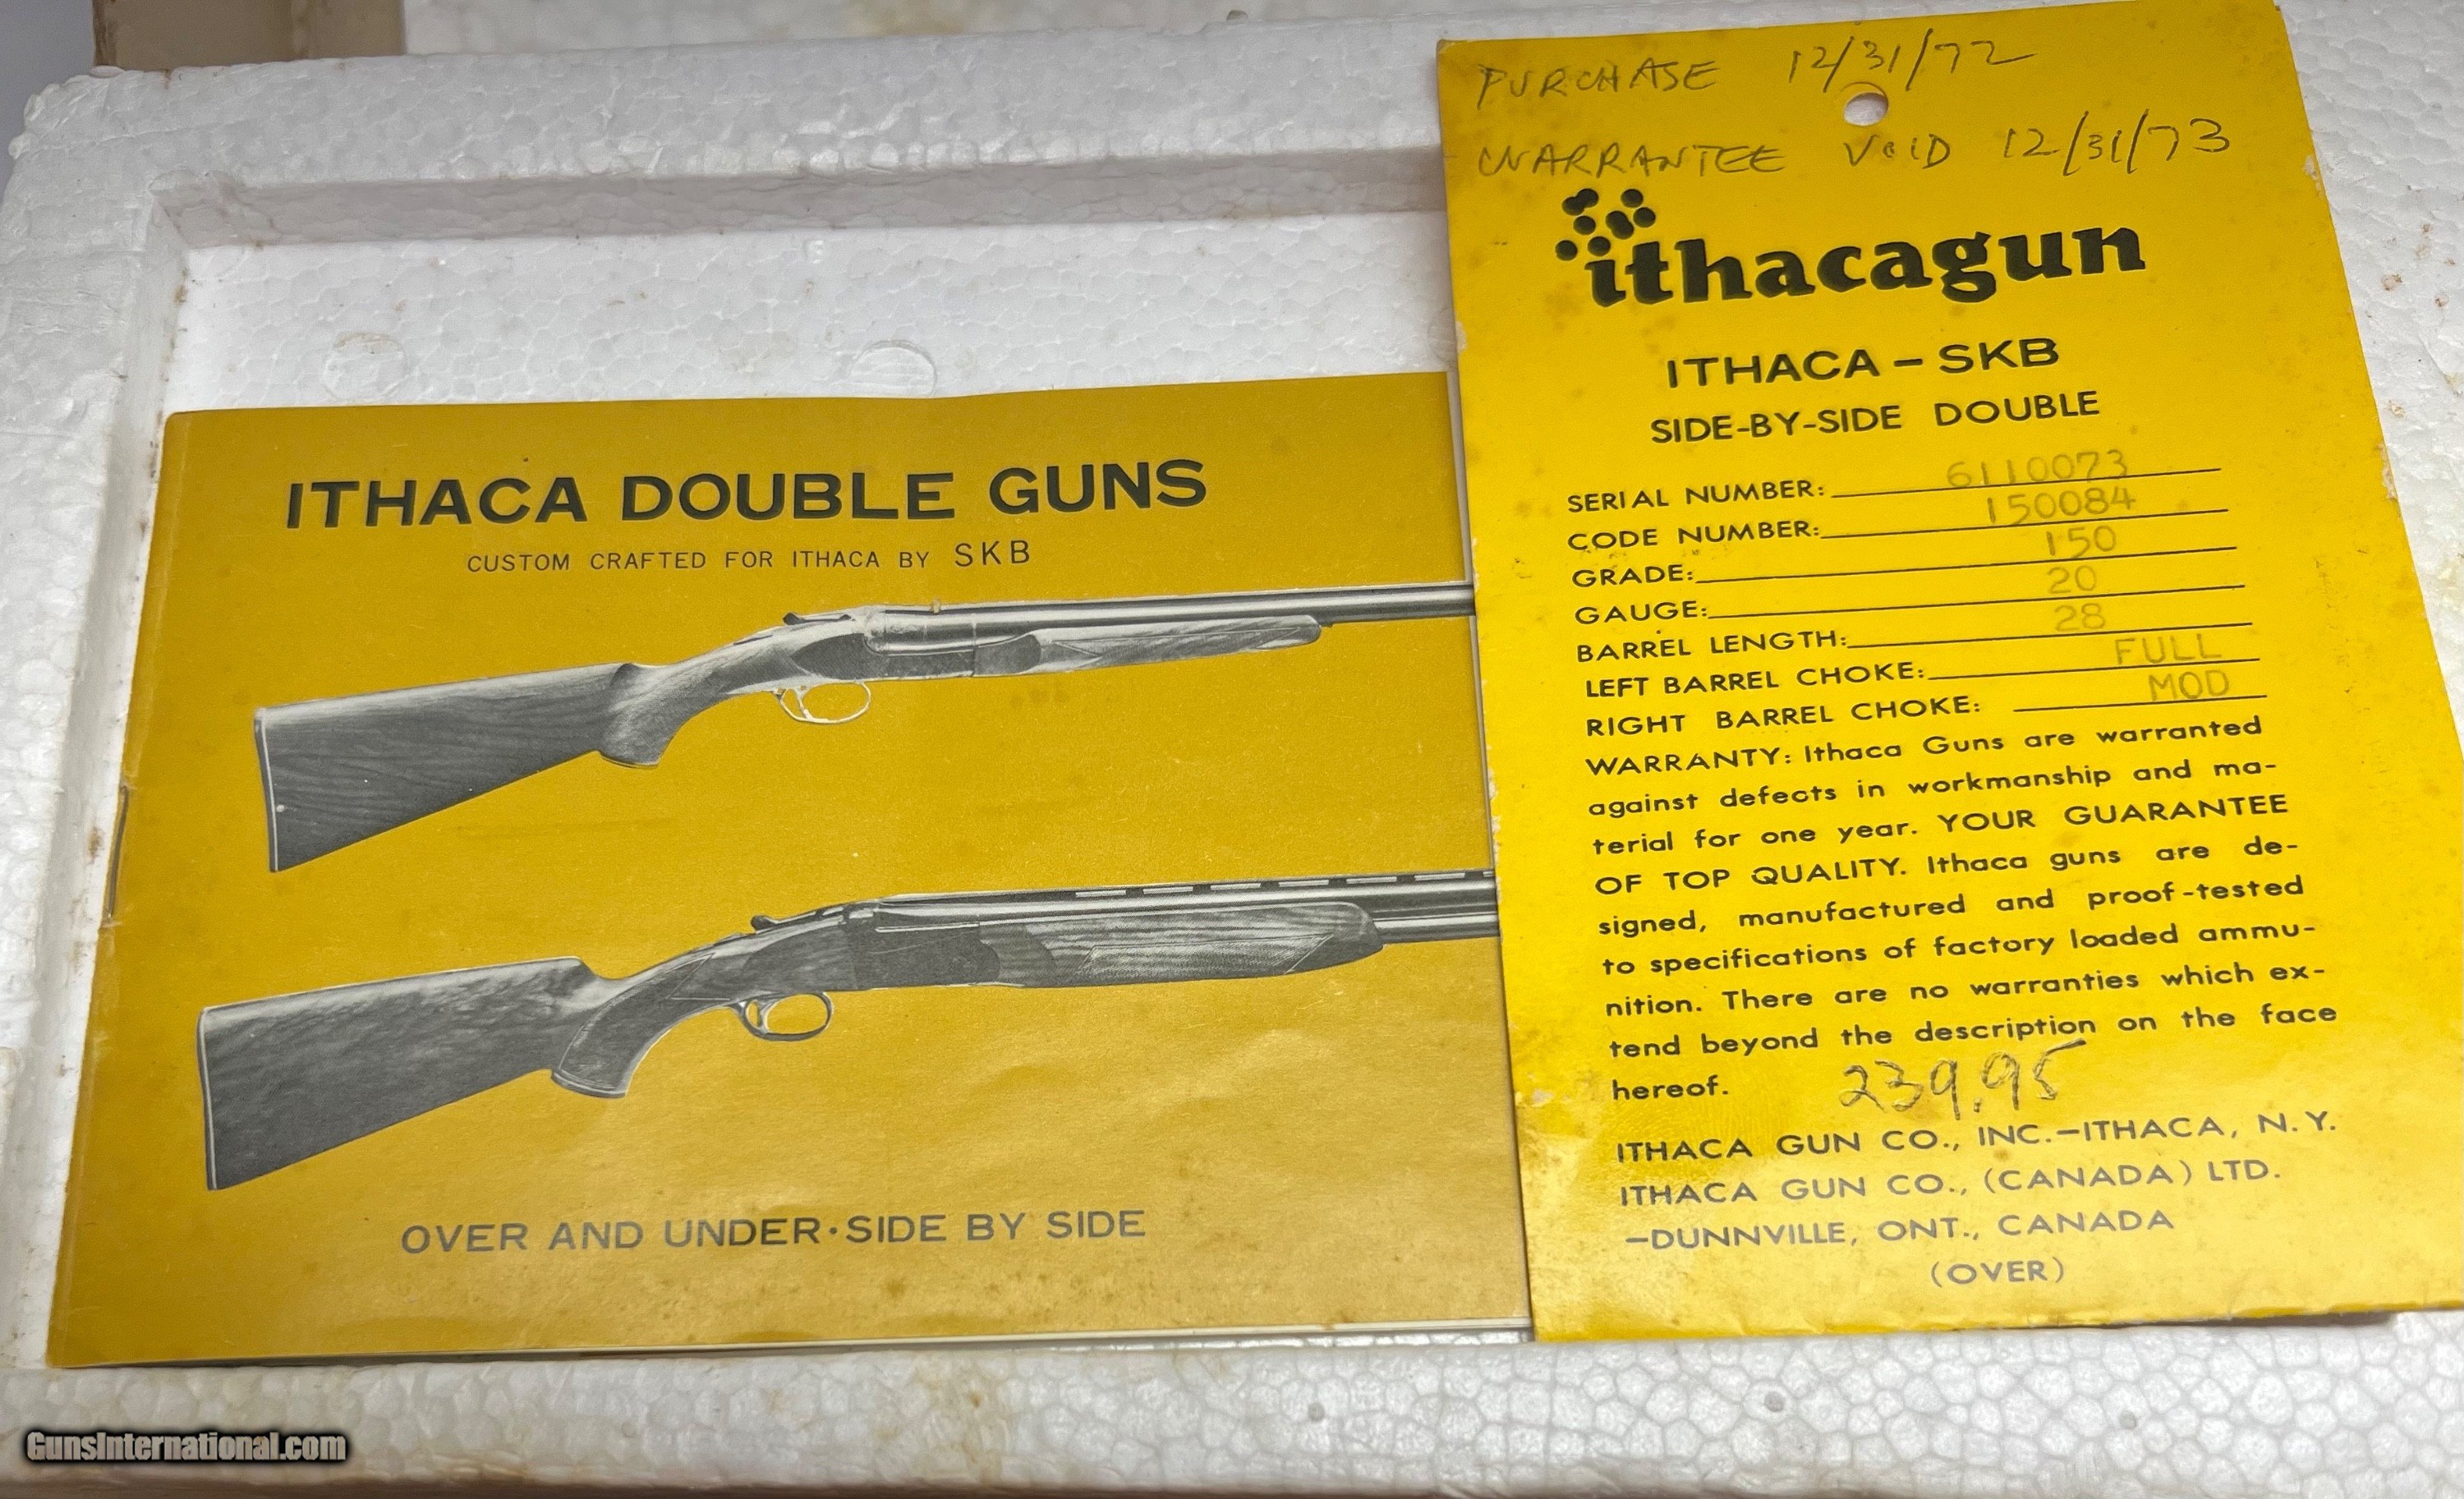 ITHACA DOUBLE GUNS
CUSTOM CRAFTED FOR ITHACA BY SKB
OVER AND UNDER·SIDE BY SIDE
PURCHASE 12/31/72
WARRANTEE VOID 12/31/73
ithacagun
ITHACA - SKB
SIDE-BY-SIDE DOUBLE
SERIAL NUMBER: 6110073
CODE NUMBER: 150084
GRADE: 150
GAUGE: 20
BARREL LENGTH: 28
LEFT BARREL CHOKE: FULL
RIGHT BARREL CHOKE: MOD
WARRANTY: Ithaca Guns are warranted
against defects in workmanship and ma-
terial for one year. YOUR GUARANTEE
OF TOP QUALITY. Ithaca guns are de-
signed, manufactured and proof-tested
to specifications of factory loaded ammu-
nition. There are no warranties which ex-
tend beyond the description on the face
hereof. 239.95
ITHACA GUN CO., INC.-ITHACA, N.Y.
ITHACA GUN CO., (CANADA) LTD.
-DUNNVILLE, ONT., CANADA
(OVER)
GunsInternational.com